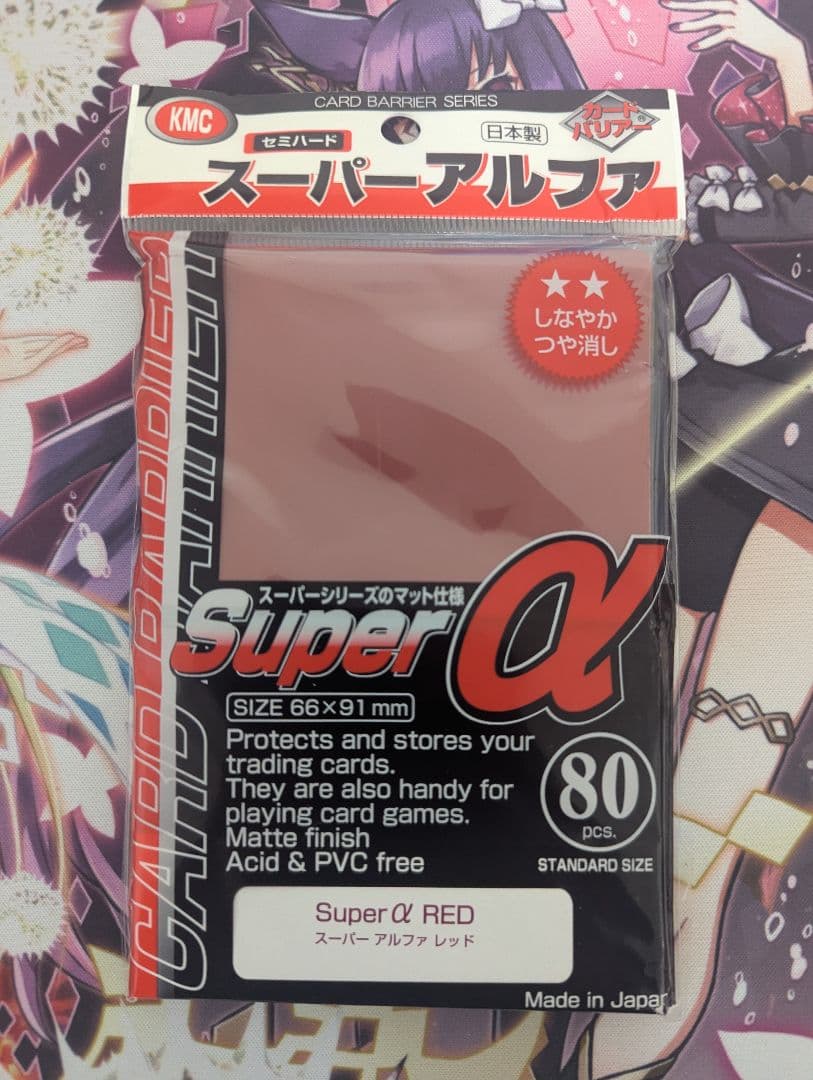 CARD BARRIER SERIES
KMC
セミハード
日本製
カード
バリアー®
スーパーアルファ
★★
しなやか
つや消し
CARD BARRIER
スーパーシリーズのマット仕様
Super α
SIZE 66×91mm
Protects and stores your
trading cards.
They are also handy for
playing card games.
Matte finish
Acid & PVC free
80
pcs.
STANDARD SIZE
Super α RED
スーパー アルファ レッド
Made in Japan